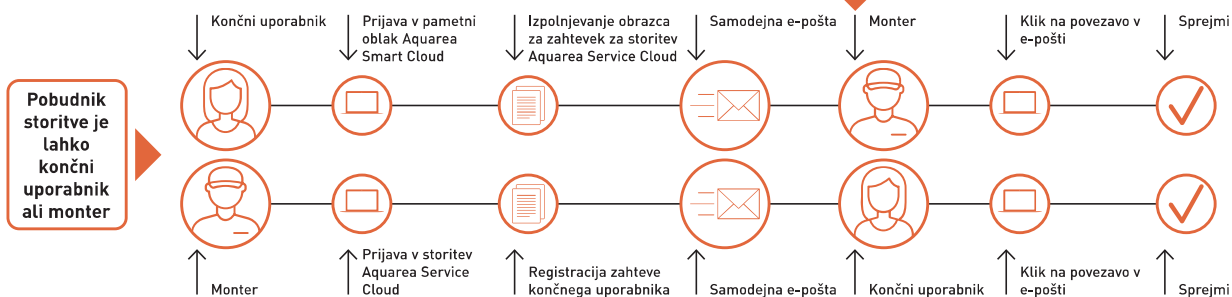 Pobudnik
storitve je
lahko
končni
uporabnik
ali monter
Končni uporabnik
Prijava v pametni
oblak Aquarea
Smart Cloud
Izpolnjevanje obrazca
za zahtevek za storitev
Aquarea Service Cloud
Samodejna e-pošta
Monter
Klik na povezavo v
e-pošti
Sprejmi
Monter
Prijava v storitev
Aquarea Service
Cloud
Registracija zahteve
končnega uporabnika
Samodejna e-pošta
Končni uporabnik
Klik na povezavo v
e-pošti
Sprejmi